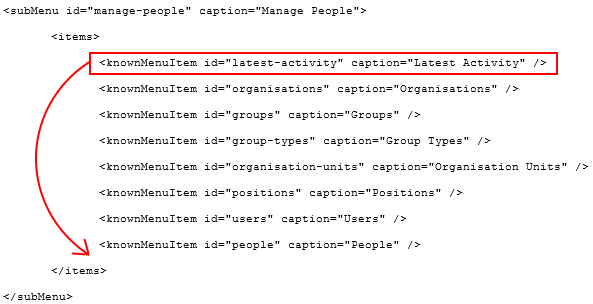 <subMenu id="manage-people" caption="Manage People">
<items>
<knownMenuItem id="latest-activity" caption="Latest Activity" />
<knownMenuItem id="organisations" caption="Organisations" />
<knownMenuItem id="groups" caption="Groups" />
<knownMenuItem id="group-types" caption="Group Types" />
<knownMenuItem id="organisation-units" caption="Organisation Units" />
<knownMenuItem id="positions" caption="Positions" />
<knownMenuItem id="users" caption="Users" />
<knownMenuItem id="people" caption="People" />
</items>
</subMenu>